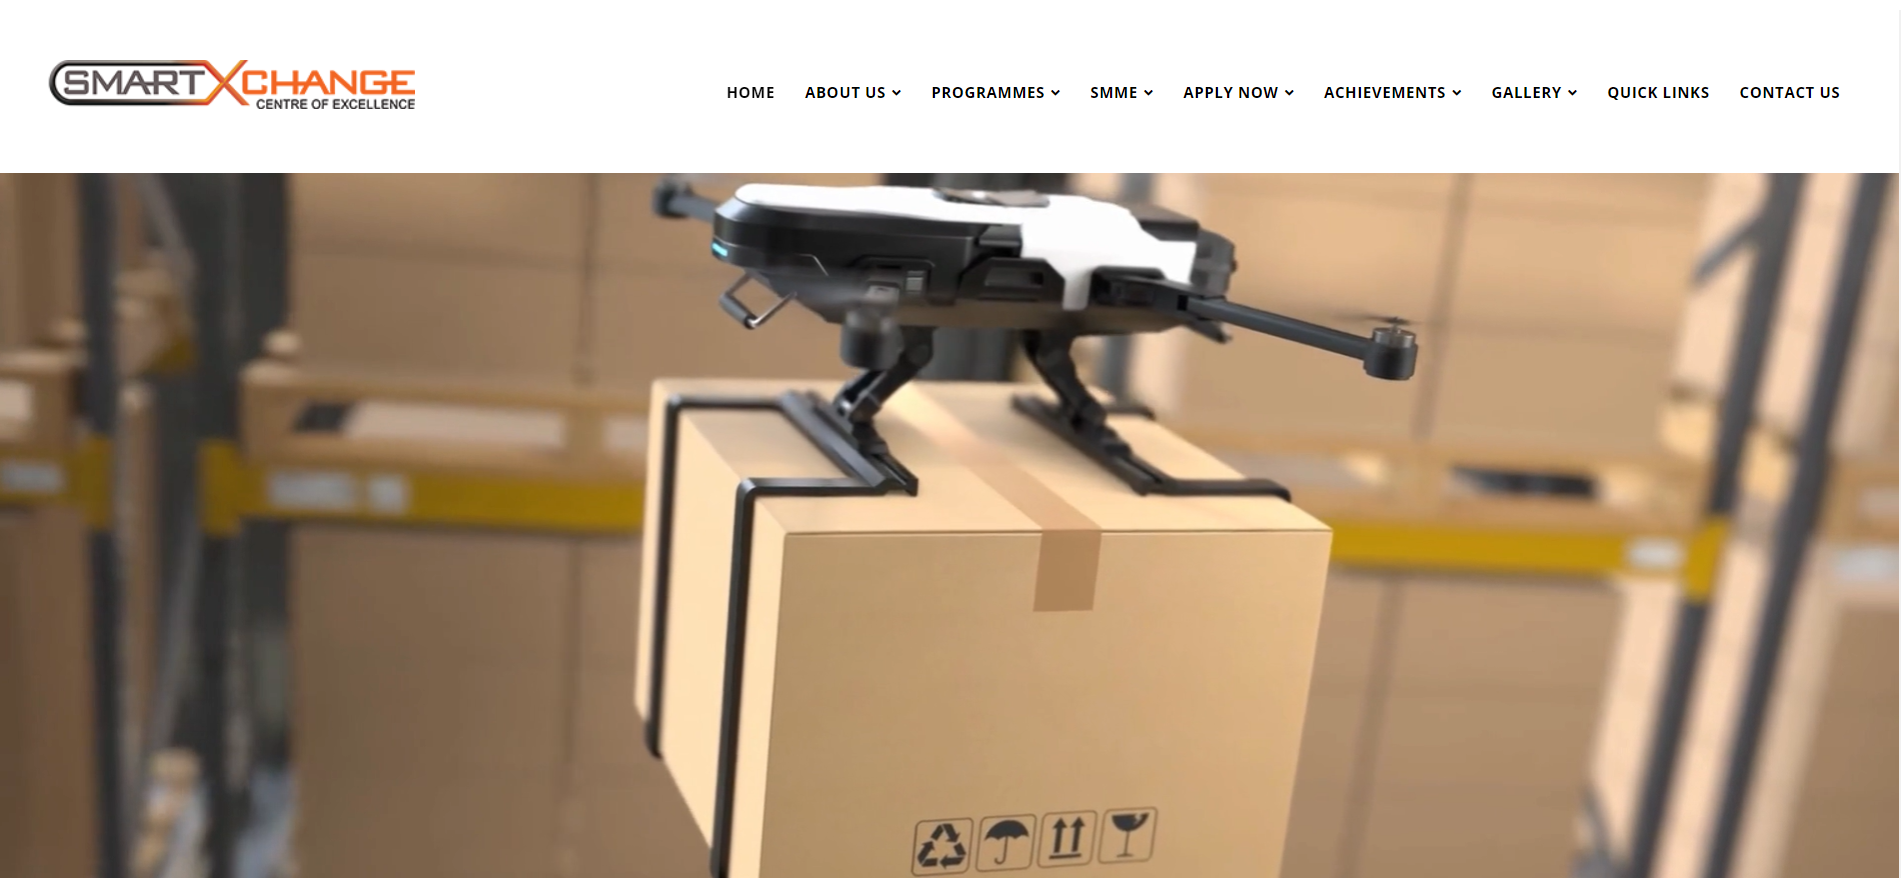 SMARTXCHANGE
CENTRE OF EXCELLENCE
HOME ABOUT US PROGRAMMES SMME APPLY NOW ACHIEVEMENTS GALLERY QUICK LINKS CONTACT US